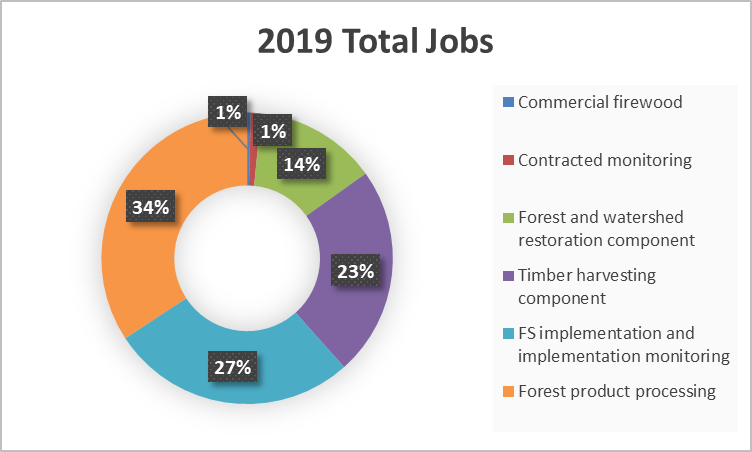 2019 Total Jobs
1%
1%
14%
34%
23%
27%
Commercial firewood
Contracted monitoring
Forest and watershed
restoration component
Timber harvesting
component
FS implementation and
implementation monitoring
Forest product processing